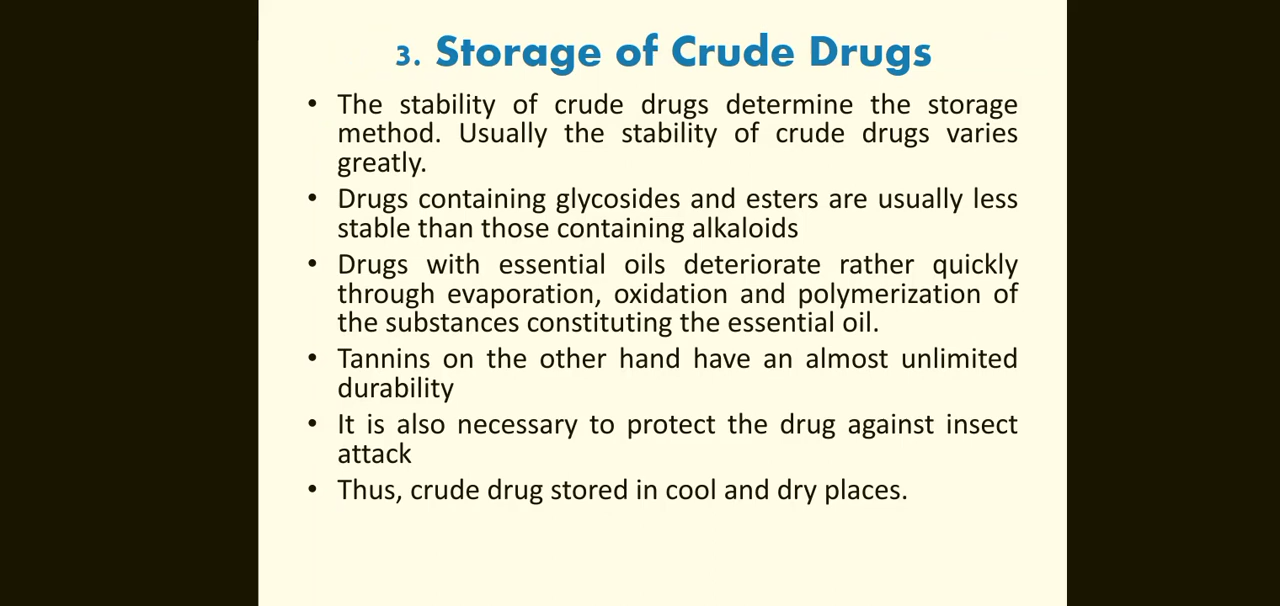 3. Storage of Crude Drugs
• The stability of crude drugs determine the storage
method. Usually the stability of crude drugs varies
greatly.
• Drugs containing glycosides and esters are usually less
stable than those containing alkaloids
• Drugs with essential oils deteriorate rather quickly
through evaporation, oxidation and polymerization of
the substances constituting the essential oil.
• Tannins on the other hand have an almost unlimited
durability
• It is also necessary to protect the drug against insect
attack
• Thus, crude drug stored in cool and dry places.